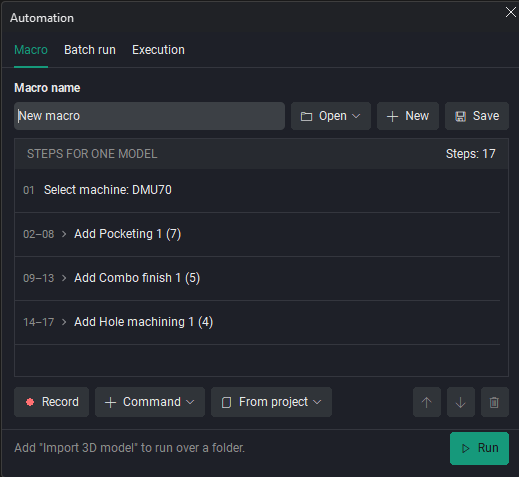 Automation
Macro Batch run Execution
Macro name
New macro Open New Save
STEPS FOR ONE MODEL Steps: 17
01 Select machine: DMU70
02–08 Add Pocketing 1 (7)
09–13 Add Combo finish 1 (5)
14–17 Add Hole machining 1 (4)
Record Command From project
Add "Import 3D model" to run over a folder. Run